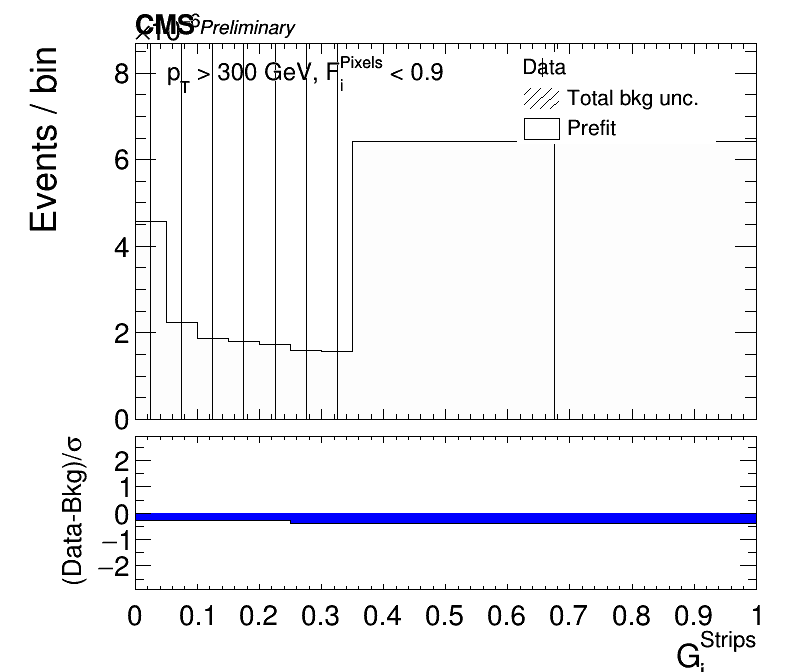 CMS Preliminary
×10⁻⁶
p_T > 300 GeV, F_i^Pixels < 0.9
Data
Total bkg unc.
Prefit
Events / bin
8
6
4
2
0
(Data-Bkg)/σ
2
1
0
−1
−2
0 0.1 0.2 0.3 0.4 0.5 0.6 0.7 0.8 0.9 1
G_i^Strips